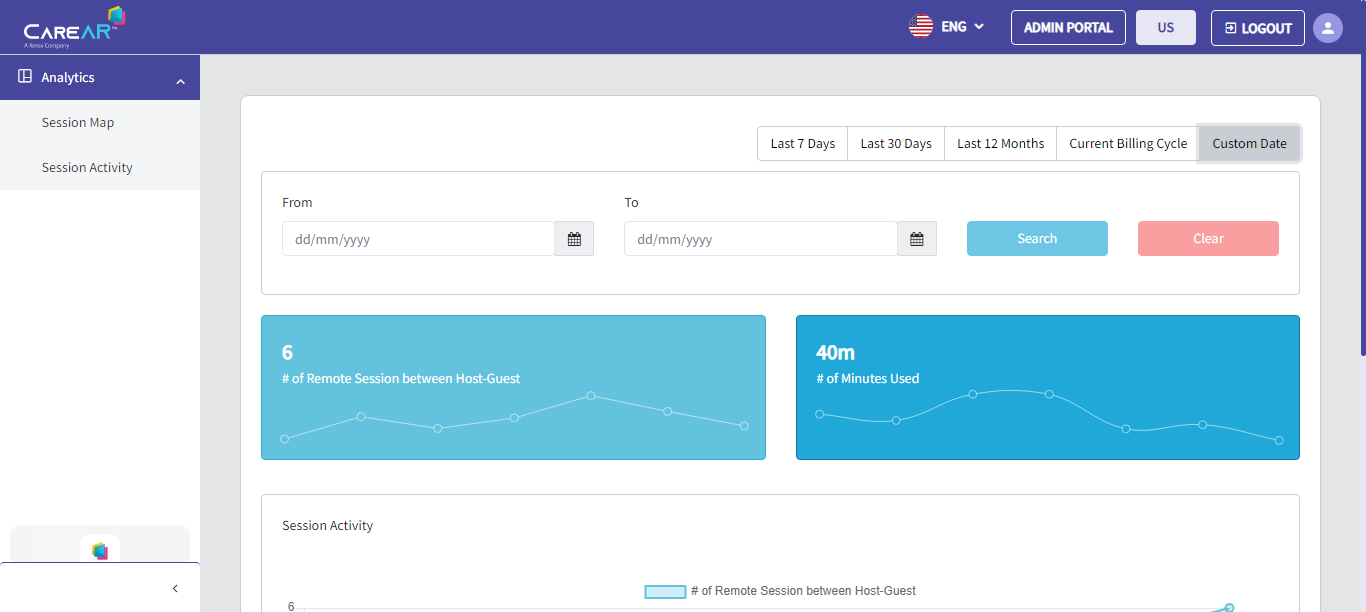 CAREAR™
A Xerox Company
ENG
ADMIN PORTAL
US
LOGOUT
Analytics
Session Map
Session Activity
Last 7 Days
Last 30 Days
Last 12 Months
Current Billing Cycle
Custom Date
From
To
dd/mm/yyyy
dd/mm/yyyy
Search
Clear
6
# of Remote Session between Host-Guest
40m
# of Minutes Used
Session Activity
# of Remote Session between Host-Guest
6